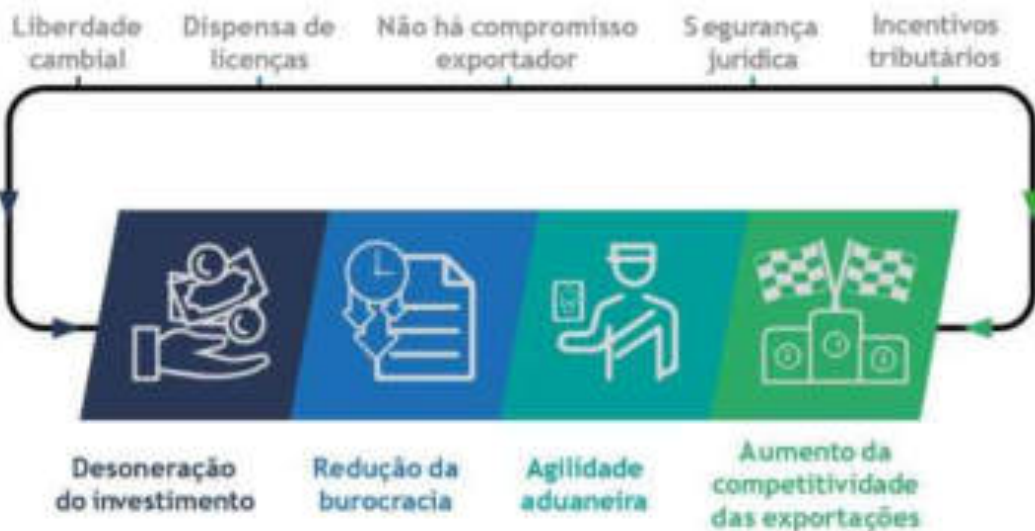 Liberdade
cambial
Dispensa de
licenças
Não há compromisso
exportador
Segurança
jurídica
Incentivos
tributários
Desoneração
do investimento
Redução da
burocracia
Agilidade
aduaneira
Aumento da
competitividade
das exportações